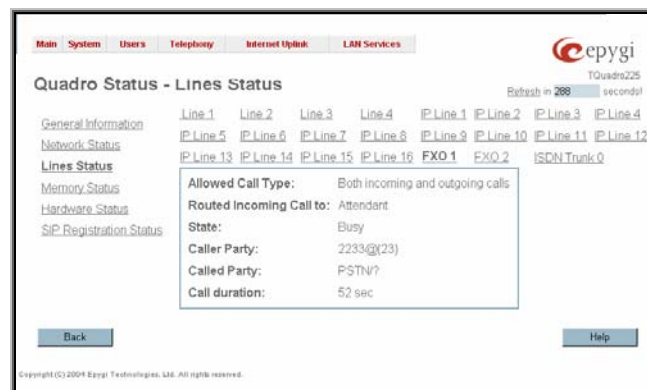 Main System Users Telephony Internet Uplink LAN Services
epygi
TQuadro225
Quadro Status - Lines Status
Refresh in 288 seconds!
General Information
Network Status
Lines Status
Memory Status
Hardware Status
SIP Registration Status
Line 1 Line 2 Line 3 Line 4 IP Line 1 IP Line 2 IP Line 3 IP Line 4
IP Line 5 IP Line 6 IP Line 7 IP Line 8 IP Line 9 IP Line 10 IP Line 11 IP Line 12
IP Line 13 IP Line 14 IP Line 15 IP Line 16 FXO 1 FXO 2 ISDN Trunk 0
Allowed Call Type: Both incoming and outgoing calls
Routed Incoming Call to: Attendant
State: Busy
Caller Party: 2233@(23)
Called Party: PSTN/?
Call duration: 52 sec
Back Help
Copyright (C) 2004 Epygi Technologies, Ltd. All rights reserved.